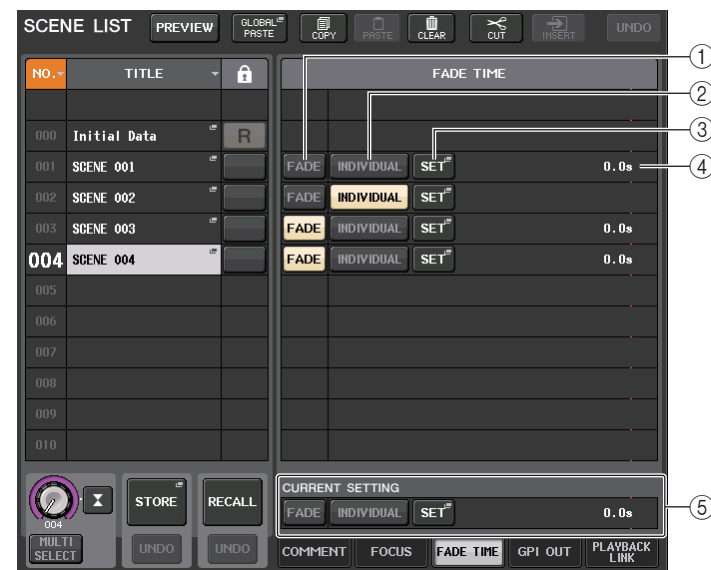 SCENE LIST PREVIEW GLOBAL PASTE COPY PASTE CLEAR CUT INSERT UNDO
NO. TITLE FADE TIME
000 Initial Data R
001 SCENE 001 FADE INDIVIDUAL SET 0.0s
002 SCENE 002 FADE INDIVIDUAL SET
003 SCENE 003 FADE INDIVIDUAL SET 0.0s
004 SCENE 004 FADE INDIVIDUAL SET 0.0s
005
006
007
008
009
010
1
2
3
4
004 STORE RECALL
MULTI SELECT UNDO UNDO
CURRENT SETTING
FADE INDIVIDUAL SET 0.0s
5
COMMENT FOCUS FADE TIME GPI OUT PLAYBACK LINK